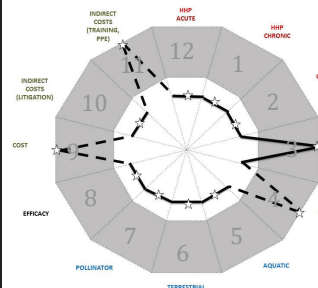 INDIRECT
COSTS
(TRAINING,
PPE)
HHP
ACUTE
HHP
CHRONIC
12
11
1
INDIRECT
COSTS
(LITIGATION)
10
2
COST
9
3
8
4
EFFICACY
7
5
6
POLLINATOR
AQUATIC
TERRESTRIAL